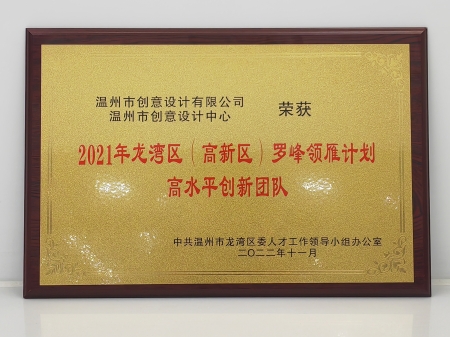 温州市创意设计有限公司
温州市创意设计中心
荣获
2021年龙湾区（高新区）罗峰领雁计划
高水平创新团队
中共温州市龙湾区委人才工作领导小组办公室
二〇二二年十一月